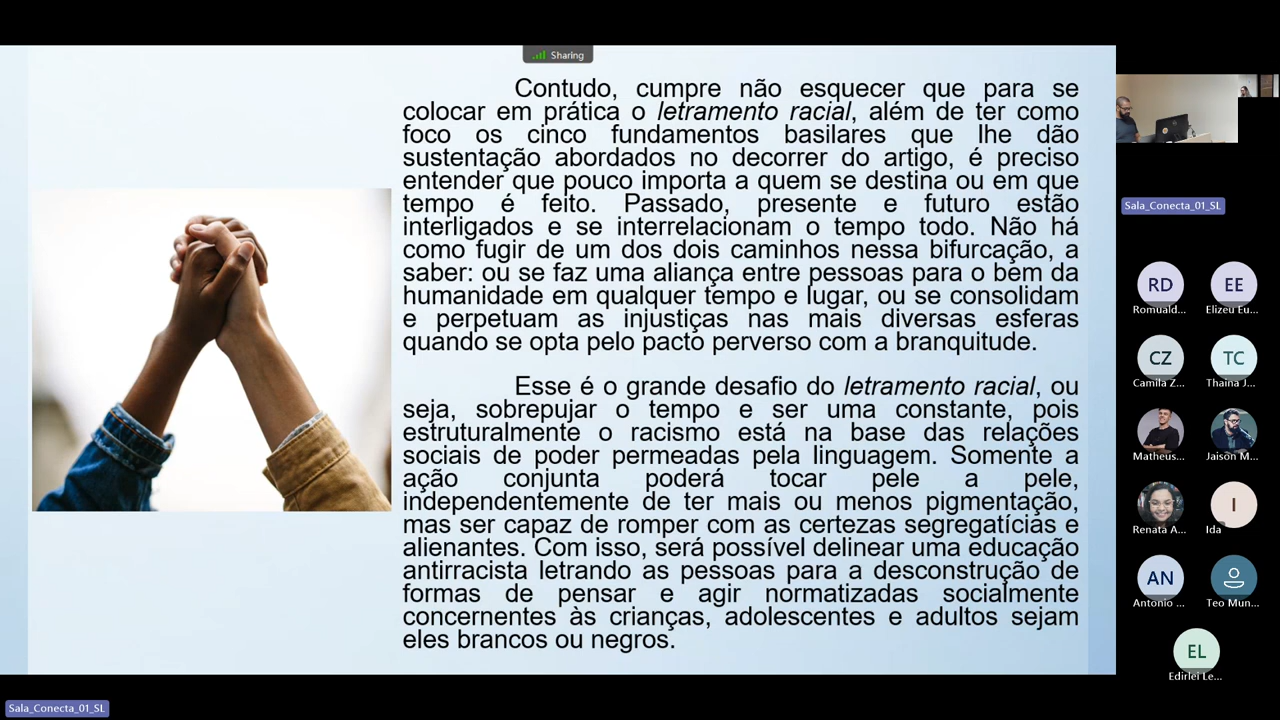 Sharing
Contudo, cumpre não esquecer que para se
colocar em prática o letramento racial, além de ter como
foco os cinco fundamentos basilares que lhe dão
sustentação abordados no decorrer do artigo, é preciso
entender que pouco importa a quem se destina ou em que
tempo é feito. Passado, presente e futuro estão
interligados e se interrelacionam o tempo todo. Não há
como fugir de um dos dois caminhos nessa bifurcação, a
saber: ou se faz uma aliança entre pessoas para o bem da
humanidade em qualquer tempo e lugar, ou se consolidam
e perpetuam as injustiças nas mais diversas esferas
quando se opta pelo pacto perverso com a branquitude.
Esse é o grande desafio do letramento racial, ou
seja, sobrepujar o tempo e ser uma constante, pois
estruturalmente o racismo está na base das relações
sociais de poder permeadas pela linguagem. Somente a
ação conjunta poderá tocar pele a pele,
independentemente de ter mais ou menos pigmentação,
mas ser capaz de romper com as certezas segregatícias e
alienantes. Com isso, será possível delinear uma educação
antirracista letrando as pessoas para a desconstrução de
formas de pensar e agir normatizadas socialmente
concernentes às crianças, adolescentes e adultos sejam
eles brancos ou negros.
Sala_Conecta_01_SL
RD
EE
Romuald...
Elizeu Eu...
CZ
TC
Camila Z...
Thaina J...
Matheus...
Jaison M...
I
Renata A...
Ida
AN
Antonio ...
Teo Mun...
EL
Edirlei Le...
Sala_Conecta_01_SL